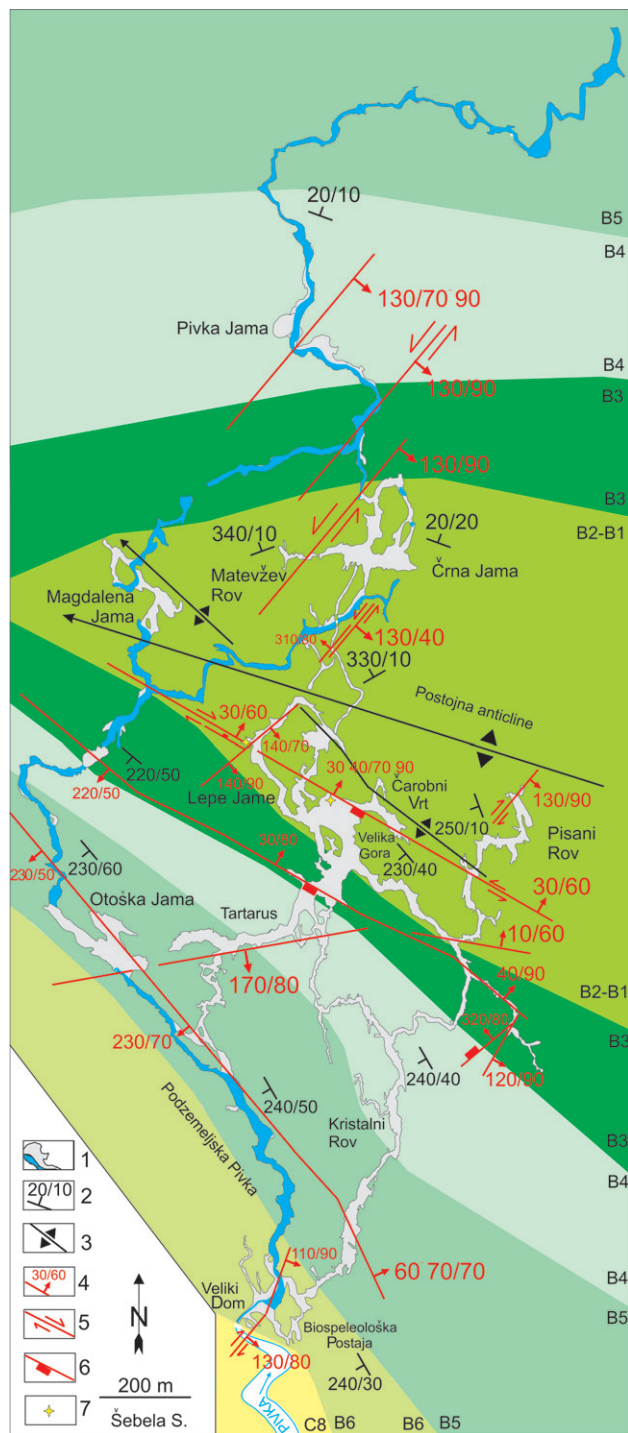 20/10
B5
B4
130/70 90
Pivka Jama
B4
130/90
B3
130/90
B3
340/10
20/20
B2-B1
Matevžev
Rov
Črna Jama
Magdalena
Jama
130/40
310/80
330/10
Postojna anticline
30/60
140/70
220/50
220/50
140/90
30 40/70 90
Lepe Jame
Čarobni
Vrt
130/90
250/10
Pisani
Rov
30/80
Velika
Gora
230/40
230/50
230/60
30/60
Otoška Jama
Tartarus
10/60
170/80
40/90
B2-B1
320/80
B3
230/70
240/40
120/90
240/50
Podzemeljska Pivka
Kristalni
Rov
B3
B4
1
20/10
2
3
110/90
60 70/70
B4
30/60
4
Veliki
Dom
B5
5
N
Biospeleološka
Postaja
130/80
6
240/30
200 m
7
Šebela S.
PIVKA
C8
B6
B6
B5